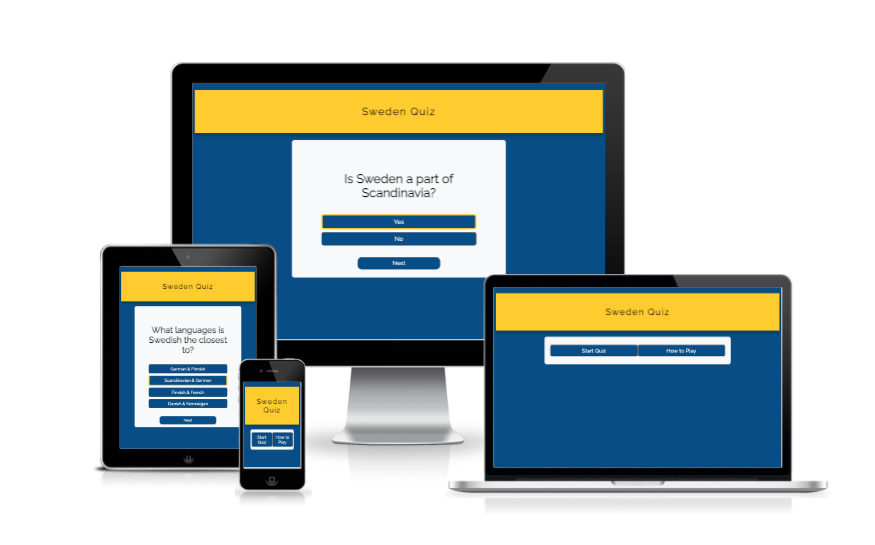 Sweden Quiz
Is Sweden a part of
Scandinavia?
Yes
No
Next
Sweden Quiz
What languages is
Swedish the closest
to?
German & Finnish
Scandinavian & German
Finnish & French
Danish & Norwegian
Next
Sweden
Quiz
Start
Quiz
How to
Play
Sweden Quiz
Start Quiz
How to Play